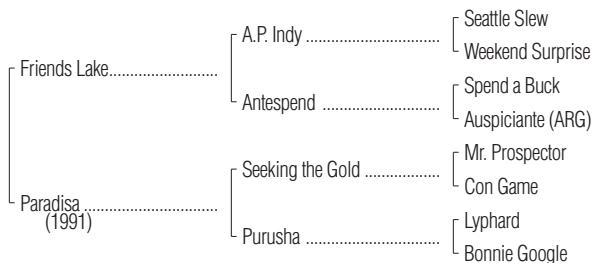 Seattle Slew
A.P. Indy ................................
Weekend Surprise
Friends Lake..........................
Spend a Buck
Antespend ............................
Auspiciante (ARG)
Mr. Prospector
Seeking the Gold ..................
Con Game
Paradisa ................................
(1991)
Lyphard
Purusha ................................
Bonnie Google